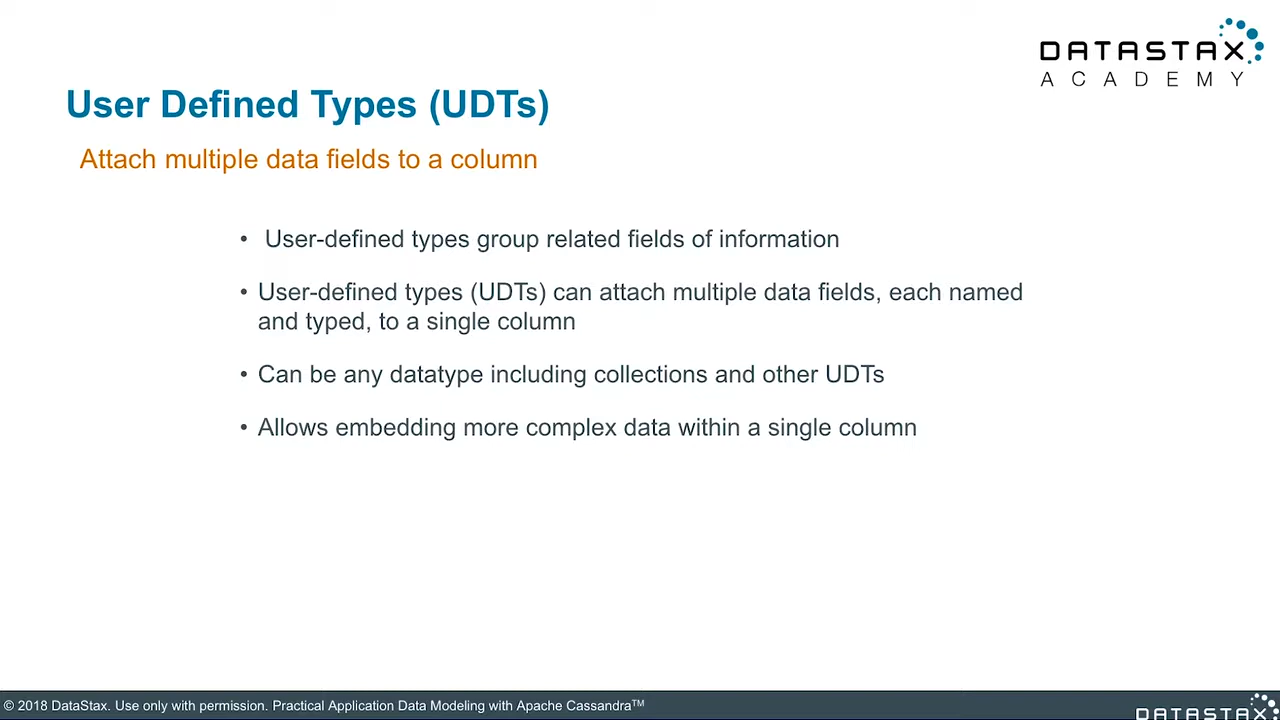 DATASTAX
ACADEMY
User Defined Types (UDTs)
Attach multiple data fields to a column
• User-defined types group related fields of information
• User-defined types (UDTs) can attach multiple data fields, each named
and typed, to a single column
• Can be any datatype including collections and other UDTs
• Allows embedding more complex data within a single column
© 2018 DataStax. Use only with permission. Practical Application Data Modeling with Apache Cassandra™
DATASTAX